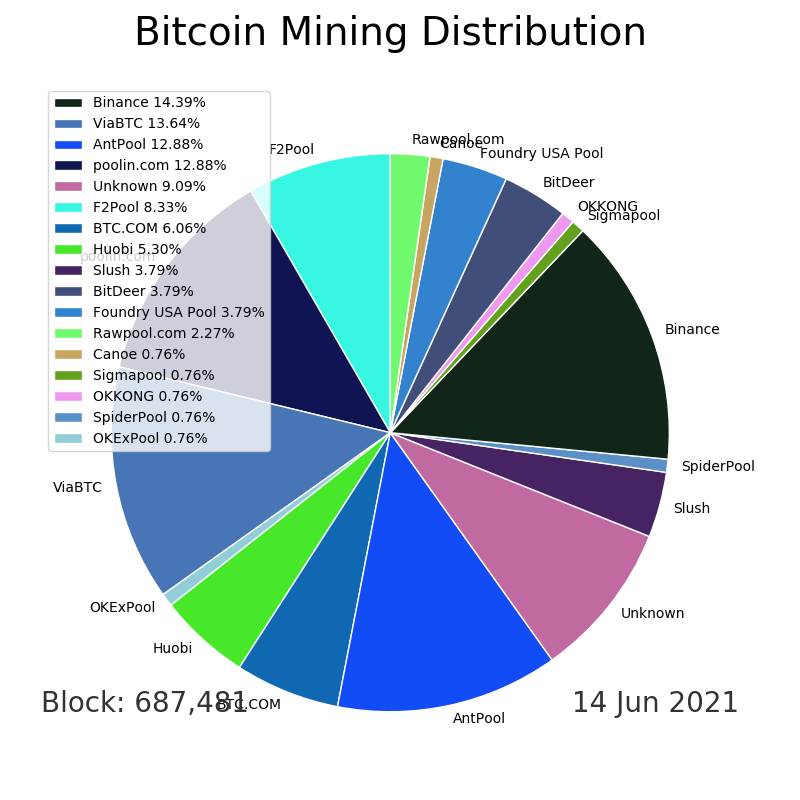 Bitcoin Mining Distribution
Binance 14.39%
ViaBTC 13.64%
AntPool 12.88%
poolin.com 12.88%
Unknown 9.09%
F2Pool 8.33%
BTC.COM 6.06%
Huobi 5.30%
Slush 3.79%
BitDeer 3.79%
Foundry USA Pool 3.79%
Rawpool.com 2.27%
Canoe 0.76%
Sigmapool 0.76%
OKKONG 0.76%
SpiderPool 0.76%
OKExPool 0.76%
Rawpool.com
Canoe
Foundry USA Pool
BitDeer
OKKONG
Sigmapool
Binance
SpiderPool
Slush
Unknown
AntPool
BTC.COM
Huobi
OKExPool
ViaBTC
poolin.com
F2Pool
Block: 687,481
14 Jun 2021